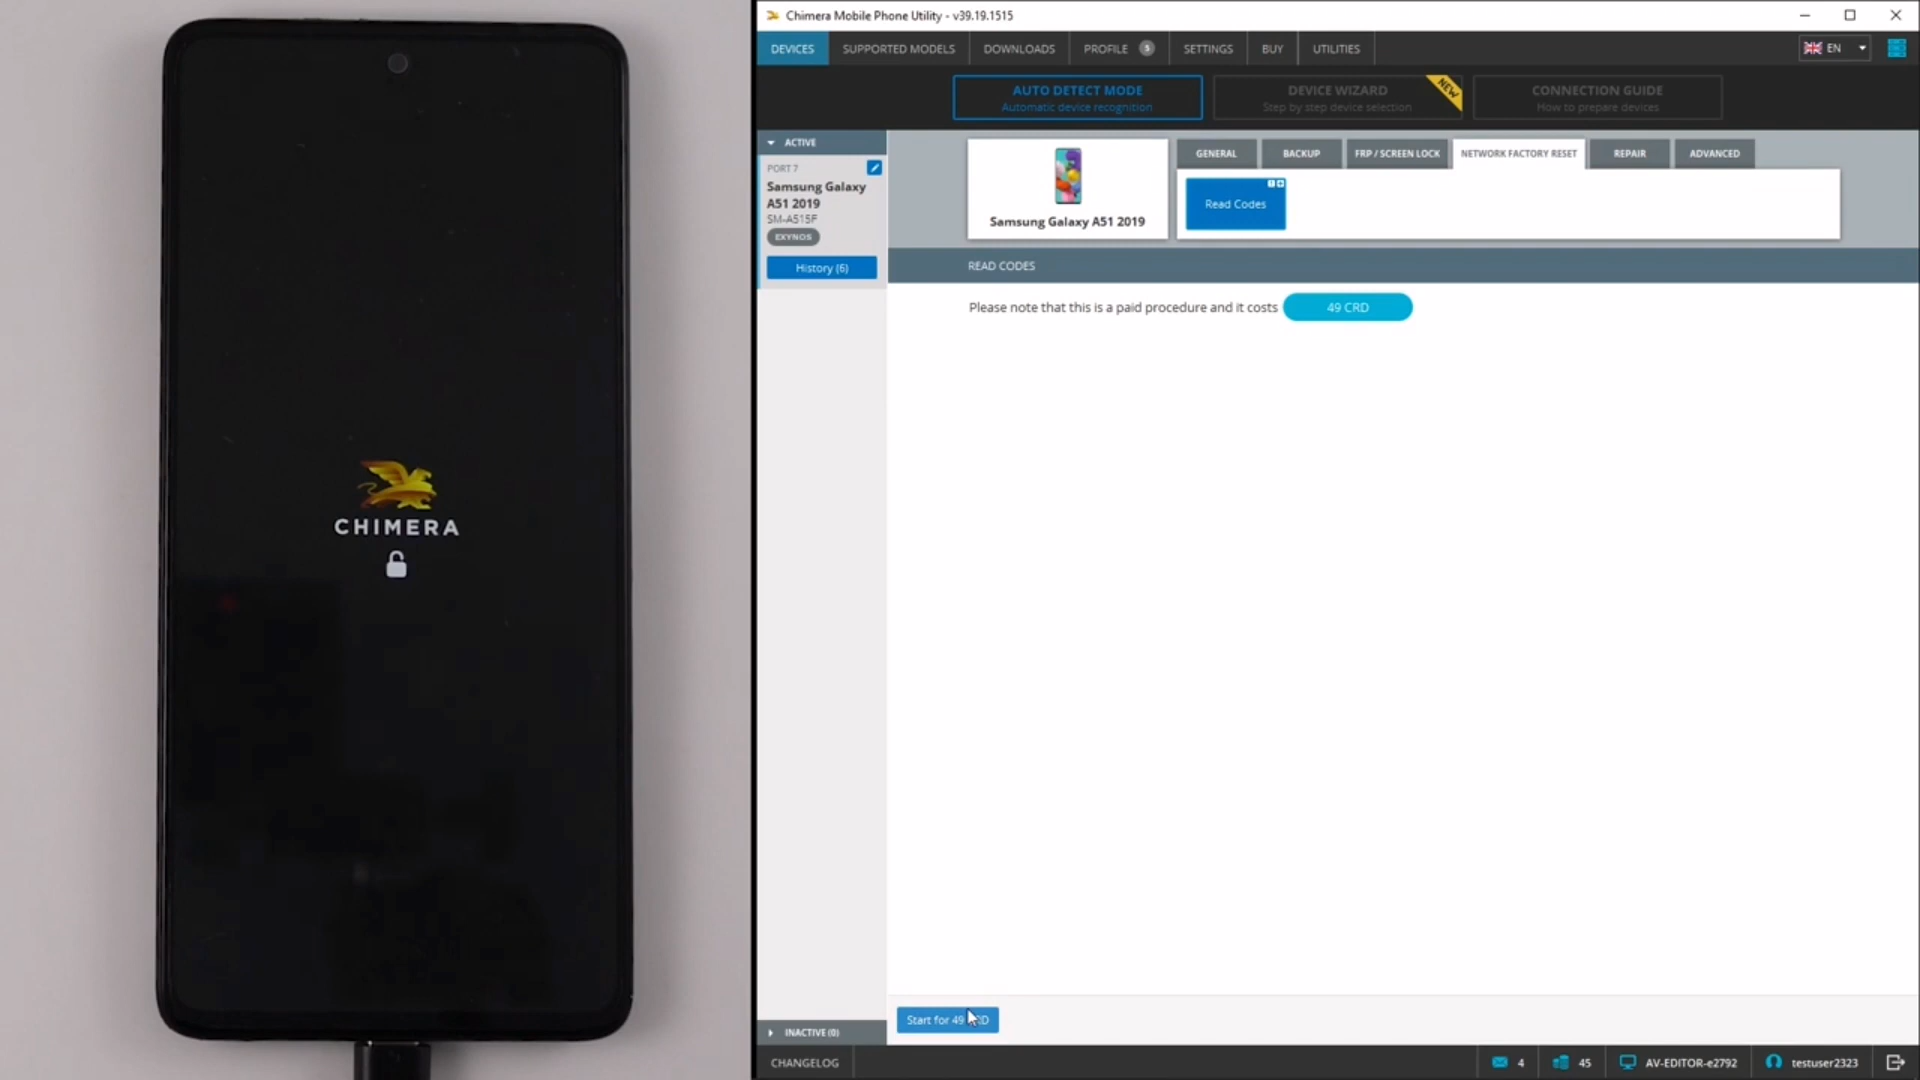 CHIMERA
Chimera Mobile Phone Utility - v39.19.1515
DEVICES SUPPORTED MODELS DOWNLOADS PROFILE $ SETTINGS BUY UTILITIES EN
AUTO DETECT MODE
Automatic device recognition
DEVICE WIZARD
Step by step device selection
NEW
CONNECTION GUIDE
How to prepare devices
ACTIVE
PORT 7
Samsung Galaxy
A51 2019
SM-A515F
EXYNOS
History (6)
Samsung Galaxy A51 2019
GENERAL BACKUP FRP / SCREEN LOCK NETWORK FACTORY RESET REPAIR ADVANCED
Read Codes
READ CODES
Please note that this is a paid procedure and it costs 49 CRD
Start for 49
INACTIVE (0)
CHANGELOG 4 45 AV-EDITOR-e2792 testuser2323